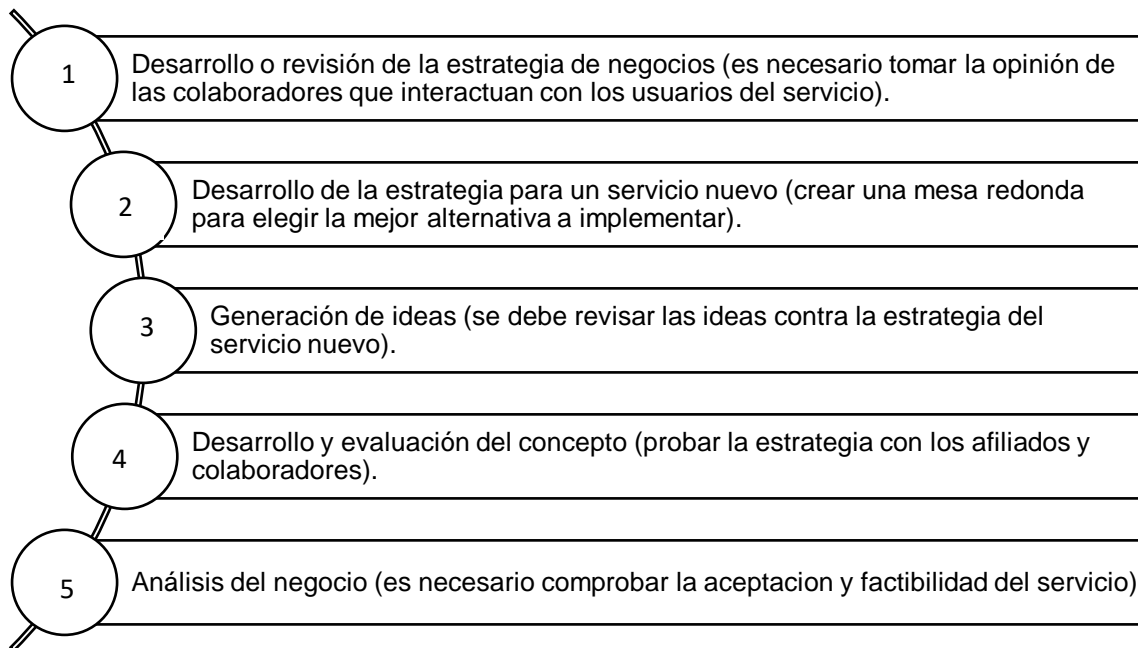 1
Desarrollo o revisión de la estrategia de negocios (es necesario tomar la opinión de
las colaboradores que interactuan con los usuarios del servicio).
2
Desarrollo de la estrategia para un servicio nuevo (crear una mesa redonda
para elegir la mejor alternativa a implementar).
3
Generación de ideas (se debe revisar las ideas contra la estrategia del
servicio nuevo).
4
Desarrollo y evaluación del concepto (probar la estrategia con los afiliados y
colaboradores).
5
Análisis del negocio (es necesario comprobar la aceptacion y factibilidad del servicio)